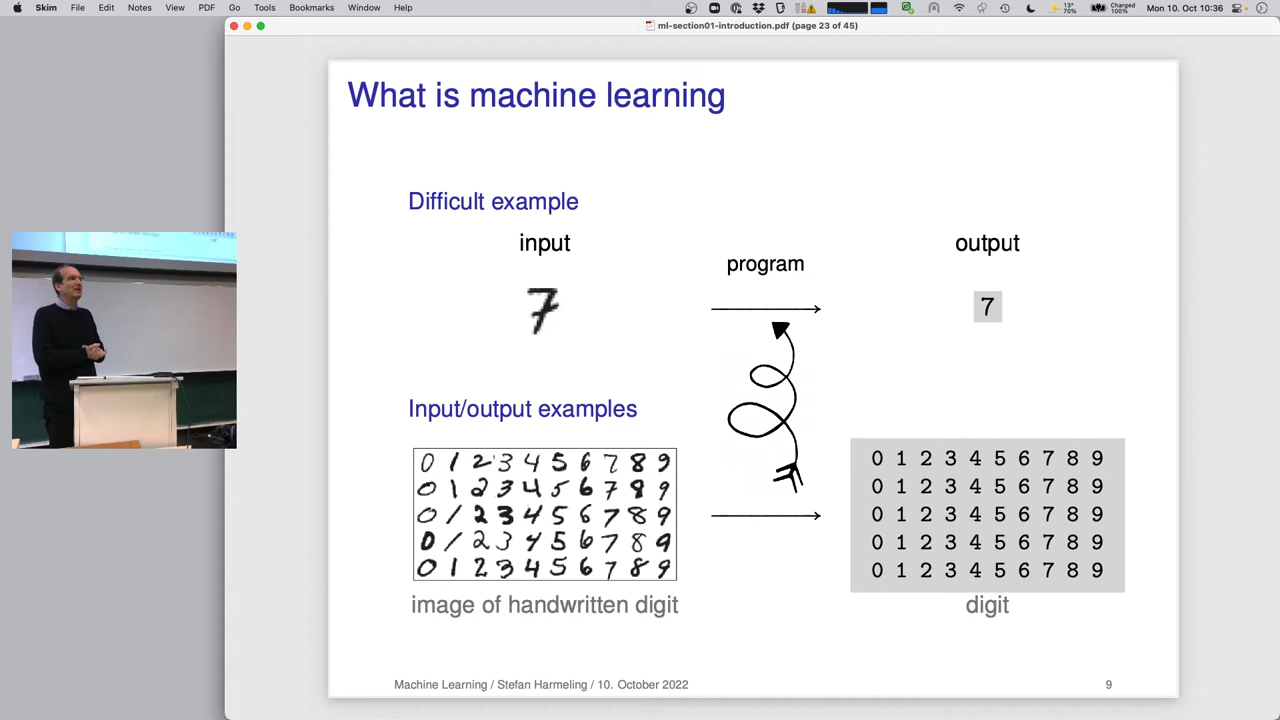 Skim File Edit Notes View PDF Go Tools Bookmarks Window Help 13° 70% Charged 100% Mon 10. Oct 10:36
ml-section01-introduction.pdf (page 23 of 45)
What is machine learning
Difficult example
input
output
program
7
7
Input/output examples
0 1 2 3 4 5 6 7 8 9
0 1 2 3 4 5 6 7 8 9
0 1 2 3 4 5 6 7 8 9
0 1 2 3 4 5 6 7 8 9
0 1 2 3 4 5 6 7 8 9
0 1 2 3 4 5 6 7 8 9
0 1 2 3 4 5 6 7 8 9
0 1 2 3 4 5 6 7 8 9
0 1 2 3 4 5 6 7 8 9
0 1 2 3 4 5 6 7 8 9
image of handwritten digit
digit
Machine Learning / Stefan Harmeling / 10. October 2022
9